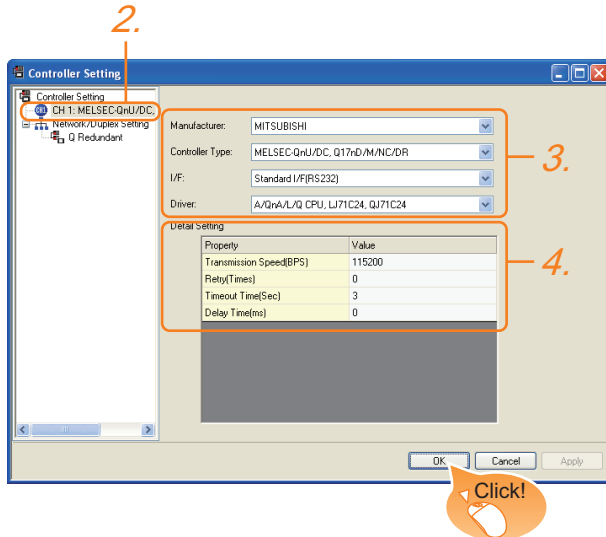 2.
Controller Setting
Controller Setting
CH 1: MELSEC-QnU/DC,
Network/Duplex Setting
Q Redundant
Manufacturer: MITSUBISHI
Controller Type: MELSEC-QnU/DC, Q17nD/M/NC/DR
I/F: Standard I/F(RS232)
Driver: A/QnA/L/Q CPU, LJ71C24, QJ71C24
3.
Detail Setting
Property Value
Transmission Speed(BPS) 115200
Retry(Times) 0
Timeout Time(Sec) 3
Delay Time(ms) 0
4.
OK Cancel Apply
Click!